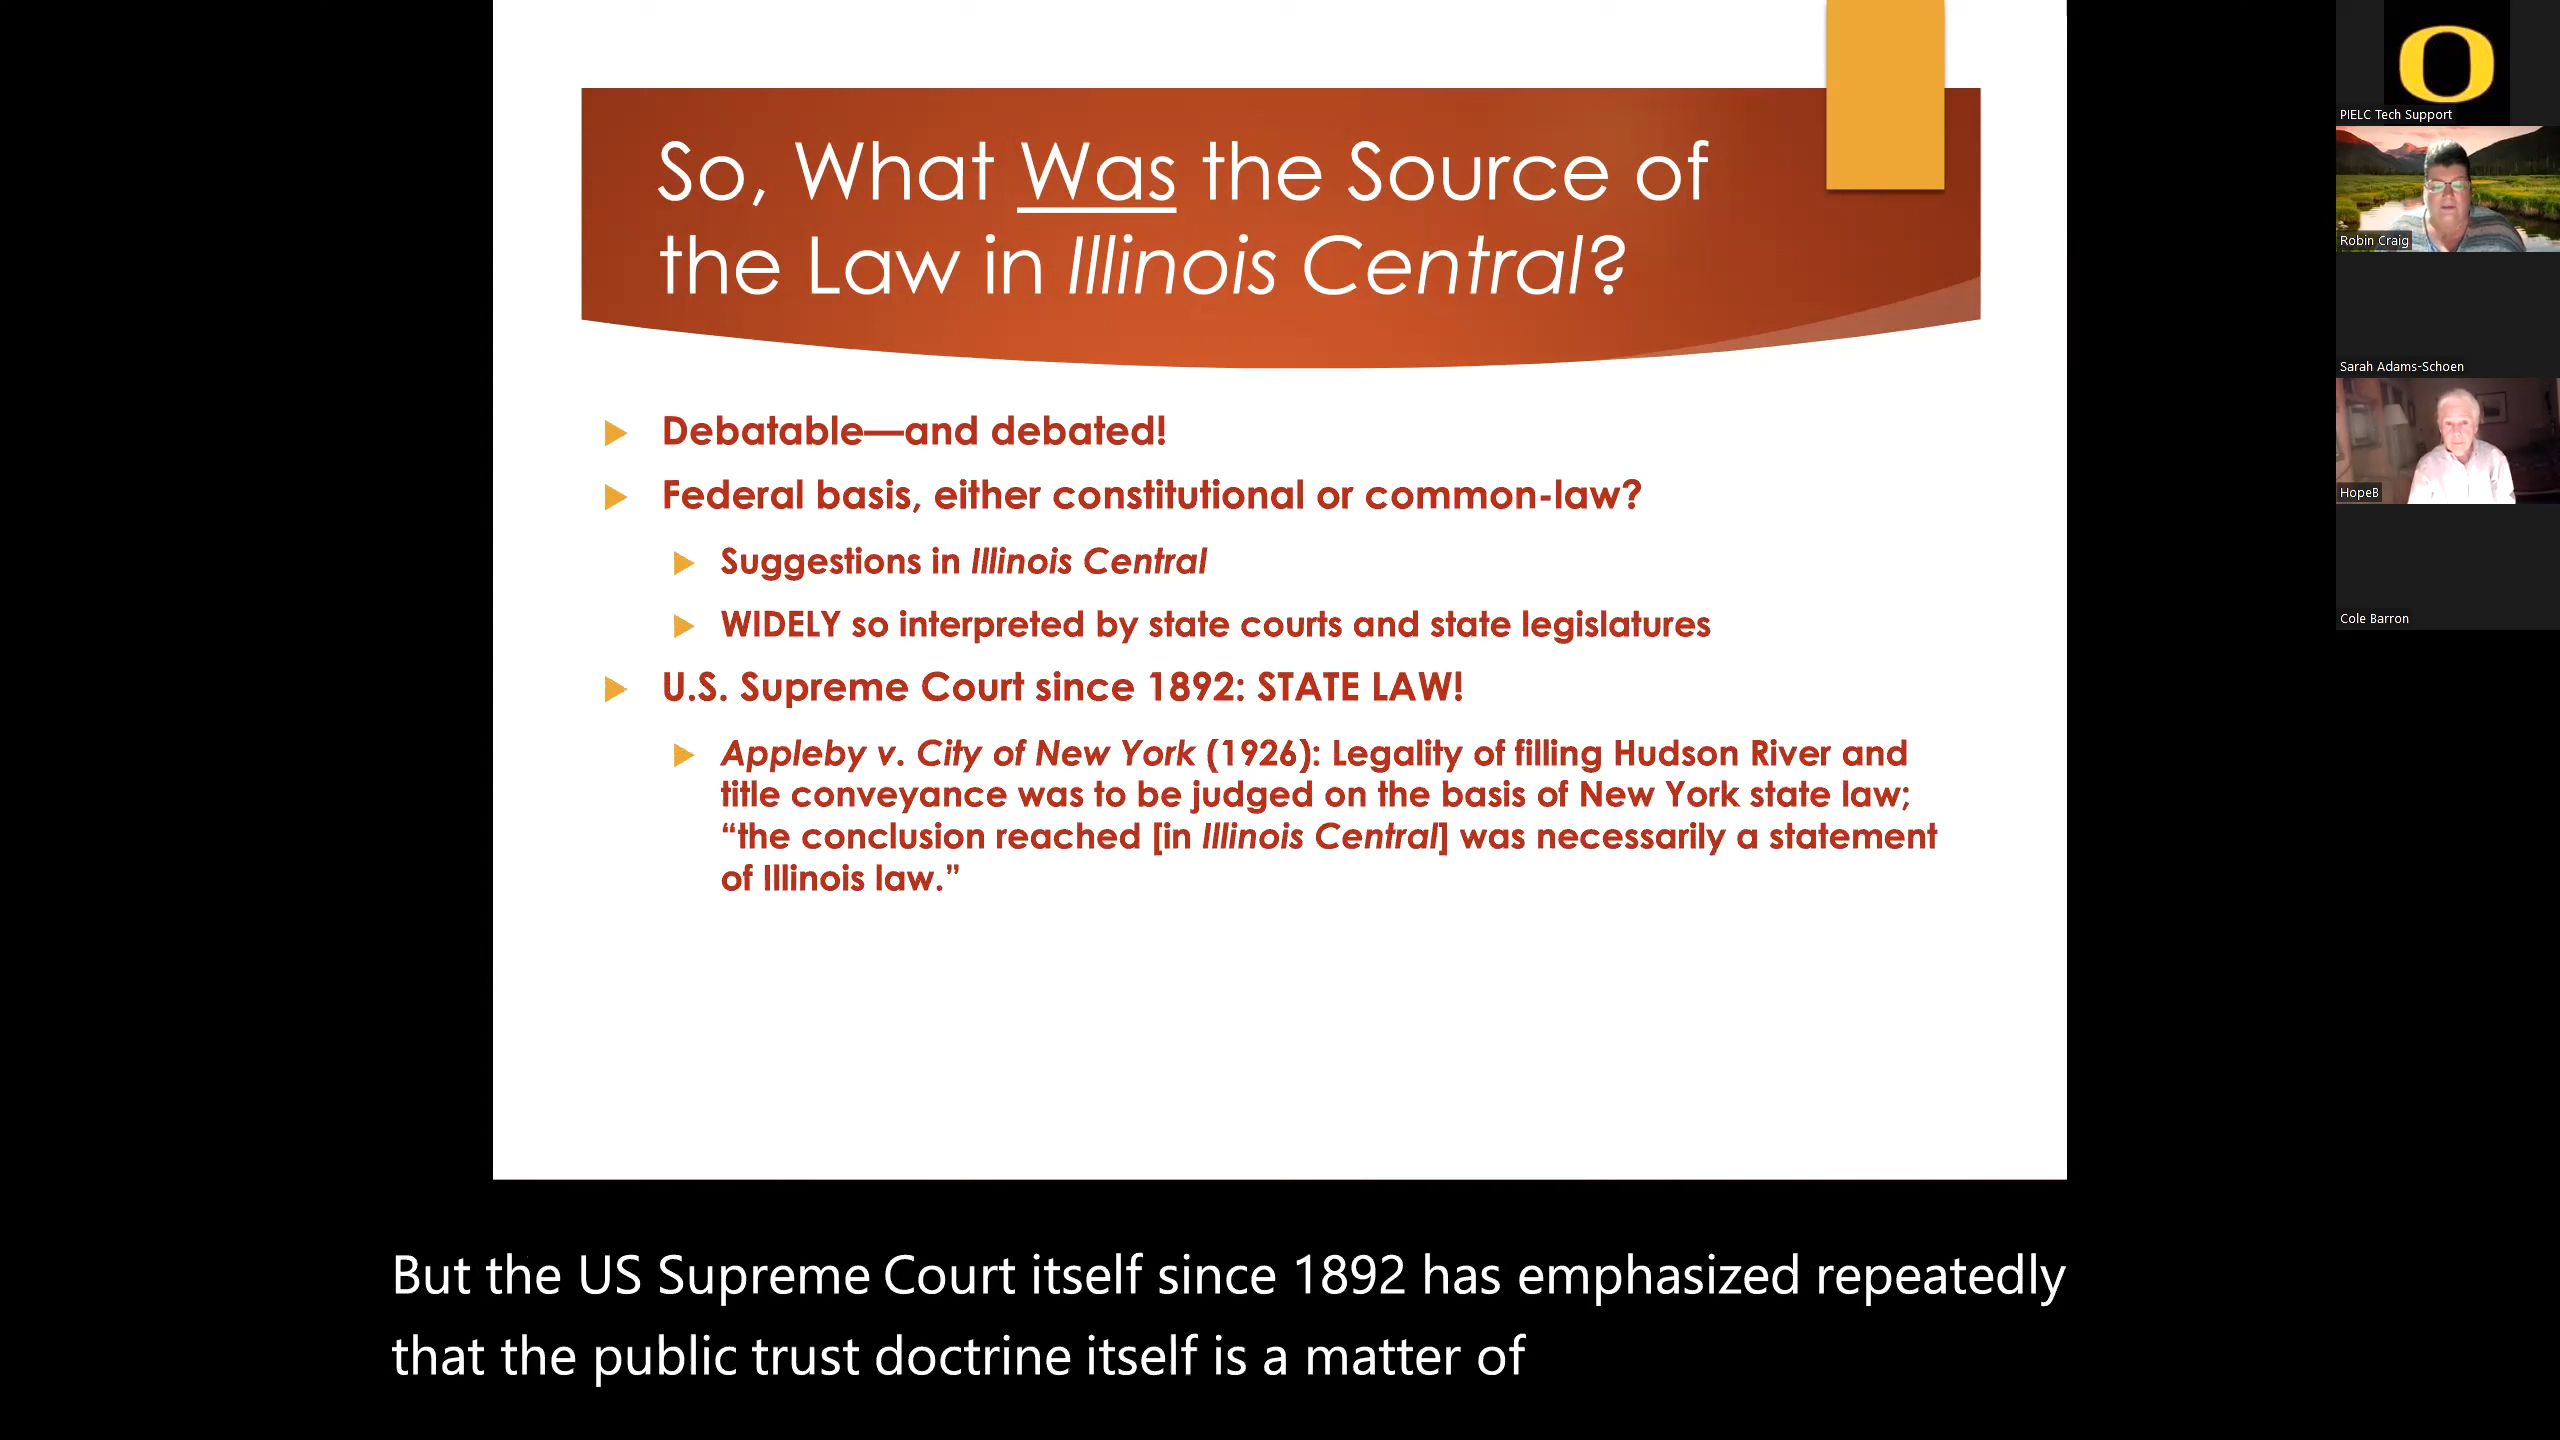 So, What Was the Source of
the Law in Illinois Central?
Debatable—and debated!
Federal basis, either constitutional or common-law?
Suggestions in Illinois Central
WIDELY so interpreted by state courts and state legislatures
U.S. Supreme Court since 1892: STATE LAW!
Appleby v. City of New York (1926): Legality of filling Hudson River and
title conveyance was to be judged on the basis of New York state law;
“the conclusion reached [in Illinois Central] was necessarily a statement
of Illinois law.”
But the US Supreme Court itself since 1892 has emphasized repeatedly
that the public trust doctrine itself is a matter of
O
PIELC Tech Support
Robin Craig
Sarah Adams-Schoen
HopeB
Cole Barron